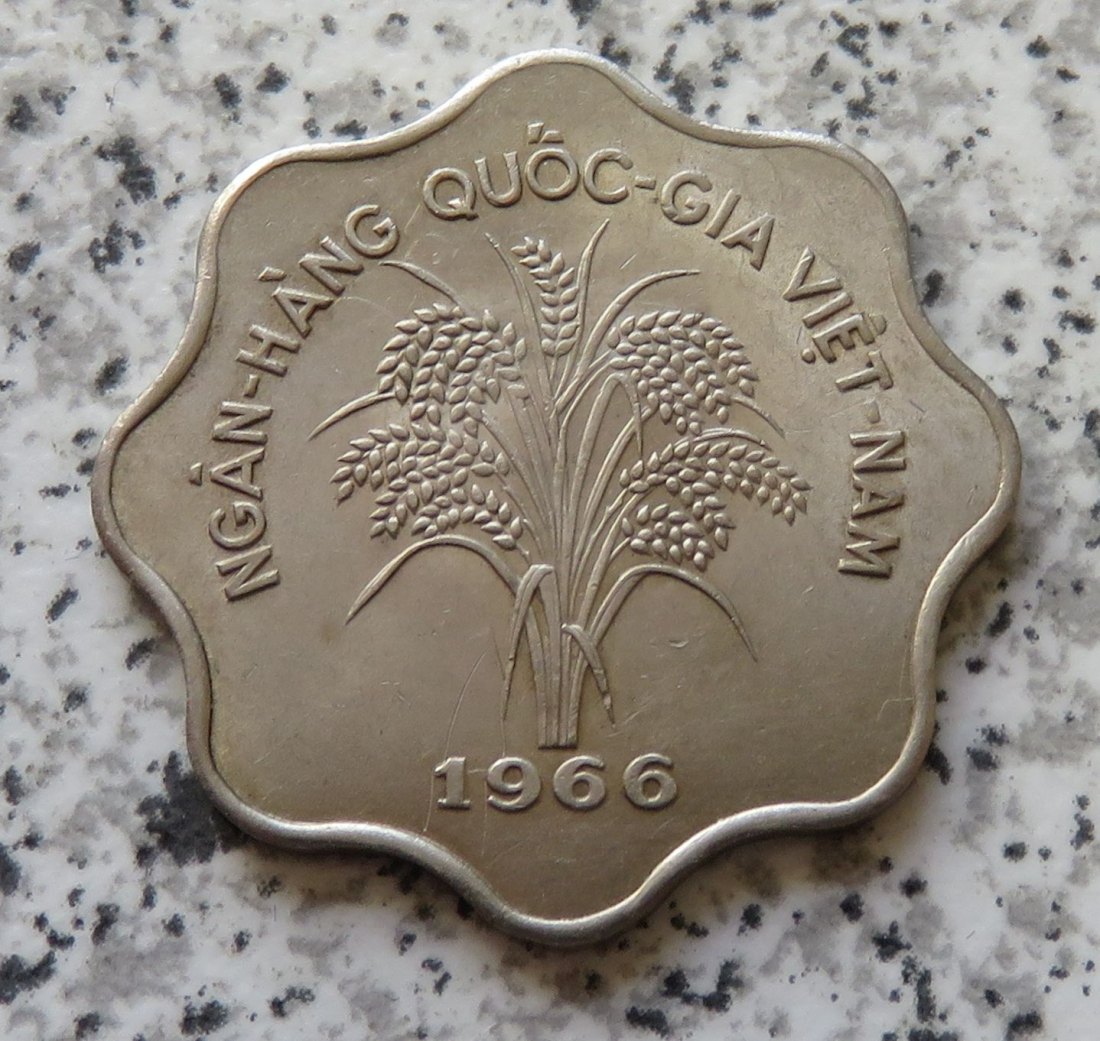 NGÂN-HÀNG QUỐC-GIA VIỆT-NAM
1966